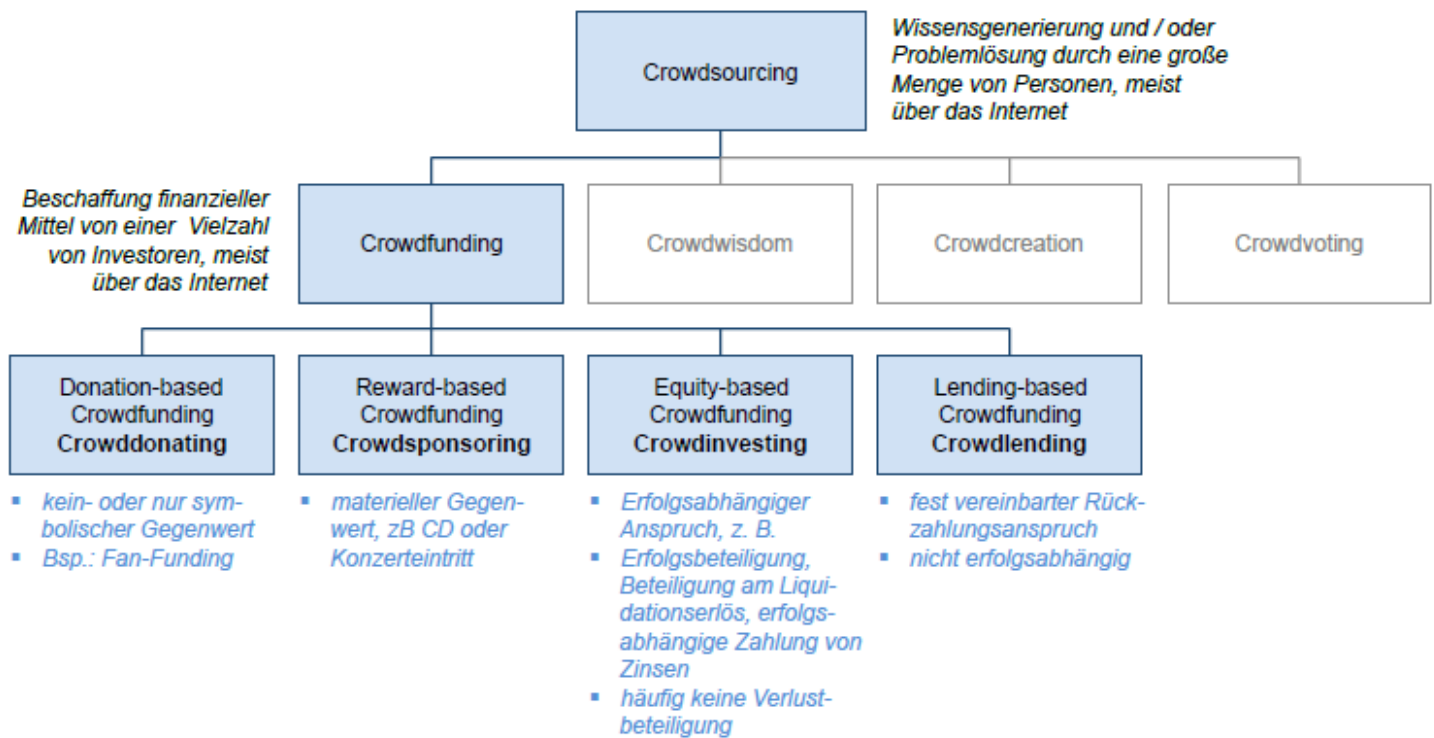 Crowdsourcing
Wissensgenerierung und / oder
Problemlösung durch eine große
Menge von Personen, meist
über das Internet
Beschaffung finanzieller
Mittel von einer Vielzahl
von Investoren, meist
über das Internet
Crowdfunding
Crowdwisdom
Crowdcreation
Crowdvoting
Donation-based
Crowdfunding
Crowddonating
Reward-based
Crowdfunding
Crowdsponsoring
Equity-based
Crowdfunding
Crowdinvesting
Lending-based
Crowdfunding
Crowdlending
▪ kein- oder nur sym-
bolischer Gegenwert
▪ Bsp.: Fan-Funding
▪ materieller Gegen-
wert, zB CD oder
Konzerteintritt
▪ Erfolgsabhängiger
Anspruch, z. B.
▪ Erfolgsbeteiligung,
Beteiligung am Liqui-
dationserlös, erfolgs-
abhängige Zahlung von
Zinsen
▪ häufig keine Verlust-
beteiligung
▪ fest vereinbarter Rück-
zahlungsanspruch
▪ nicht erfolgsabhängig